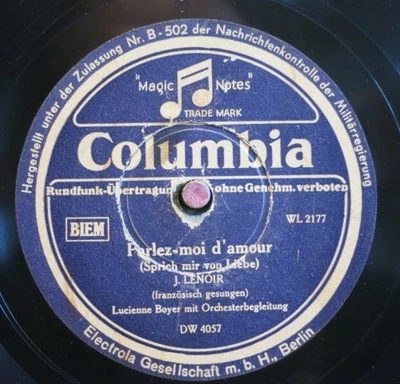 Hergestellt unter der Zulassung Nr. B-502 der Nachrichtenkontrolle der Militärregierung
"Magic Notes"
TRADE MARK
Columbia
Rundfunk-Übertragung ohne Genehm. verboten
WL 2177
BIEM
Parlez-moi d'amour
(Sprich mir von Liebe)
J. LENOIR
(französisch gesungen)
Lucienne Boyer mit Orchesterbegleitung
DW 4057
Electrola Gesellschaft m. b. H., Berlin